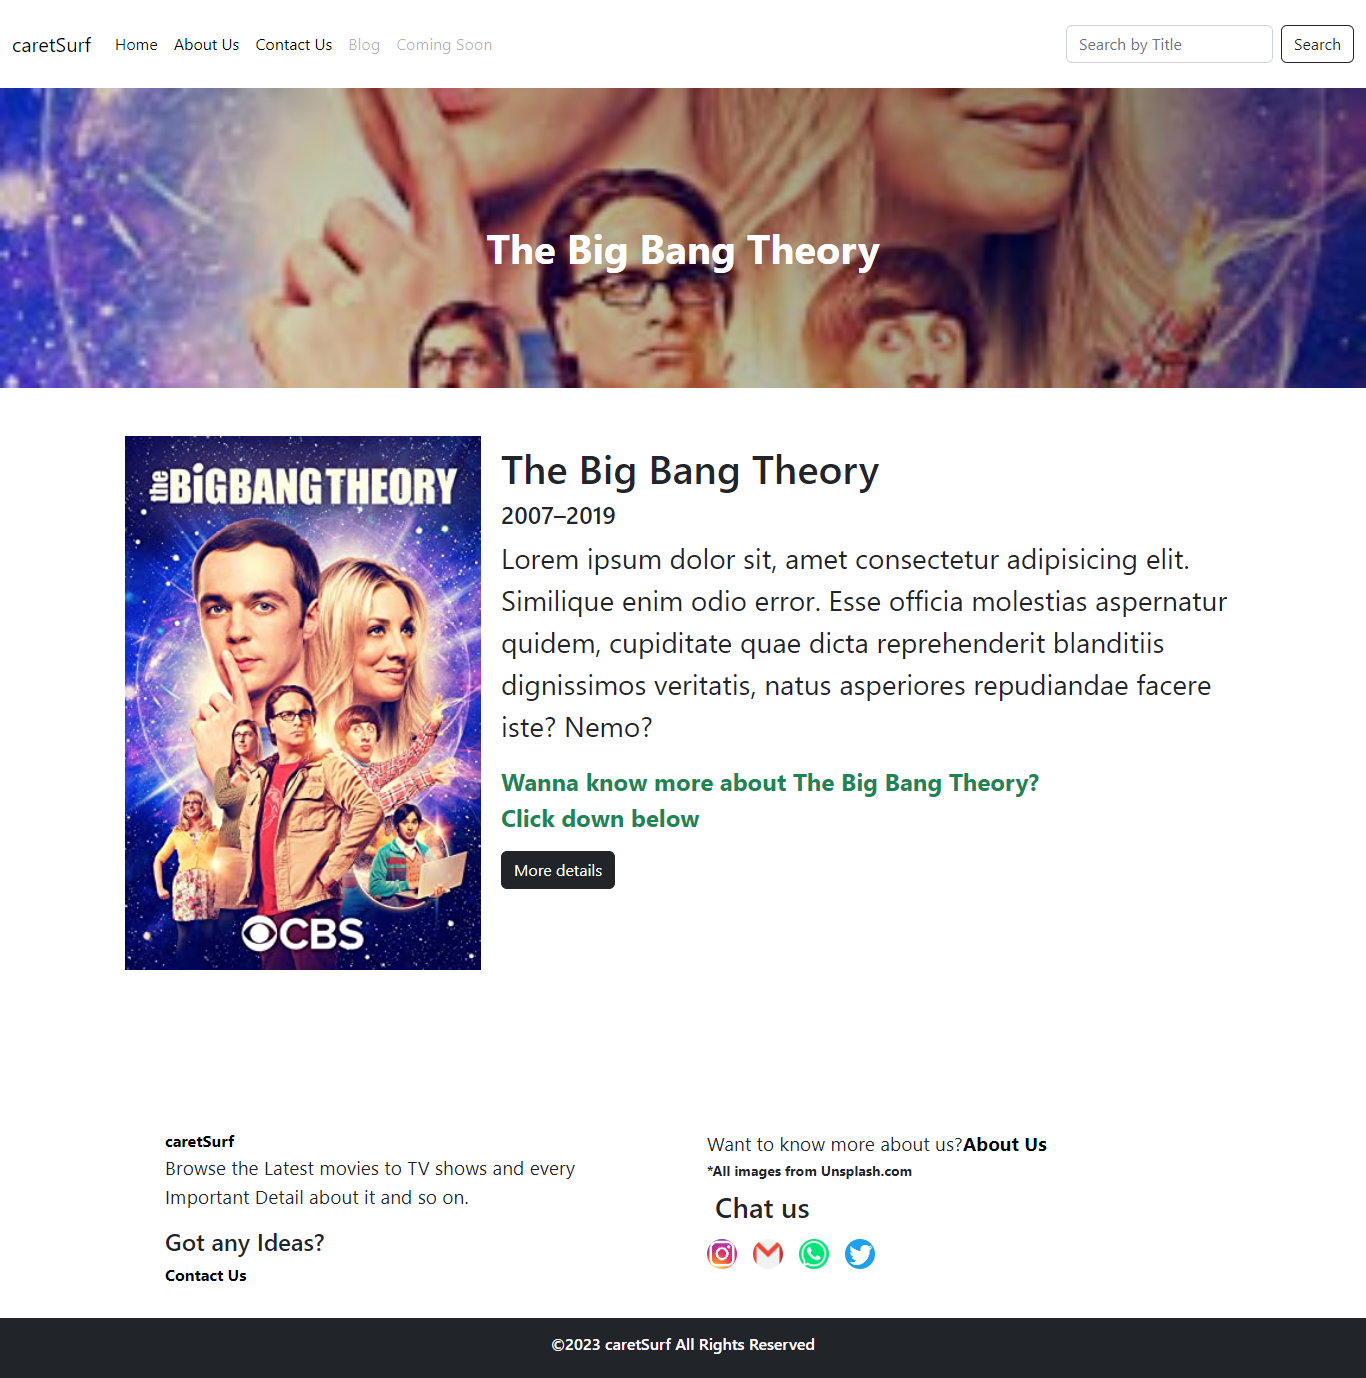 caretSurf Home About Us Contact Us Blog Coming Soon Search by Title Search
The Big Bang Theory
the BiGBANG THEORY
CBS
The Big Bang Theory
2007–2019
Lorem ipsum dolor sit, amet consectetur adipisicing elit.
Similique enim odio error. Esse officia molestias aspernatur
quidem, cupiditate quae dicta reprehenderit blanditiis
dignissimos veritatis, natus asperiores repudiandae facere
iste? Nemo?
Wanna know more about The Big Bang Theory?
Click down below
More details
caretSurf
Browse the Latest movies to TV shows and every
Important Detail about it and so on.
Got any Ideas?
Contact Us
Want to know more about us?About Us
*All images from Unsplash.com
Chat us
©2023 caretSurf All Rights Reserved